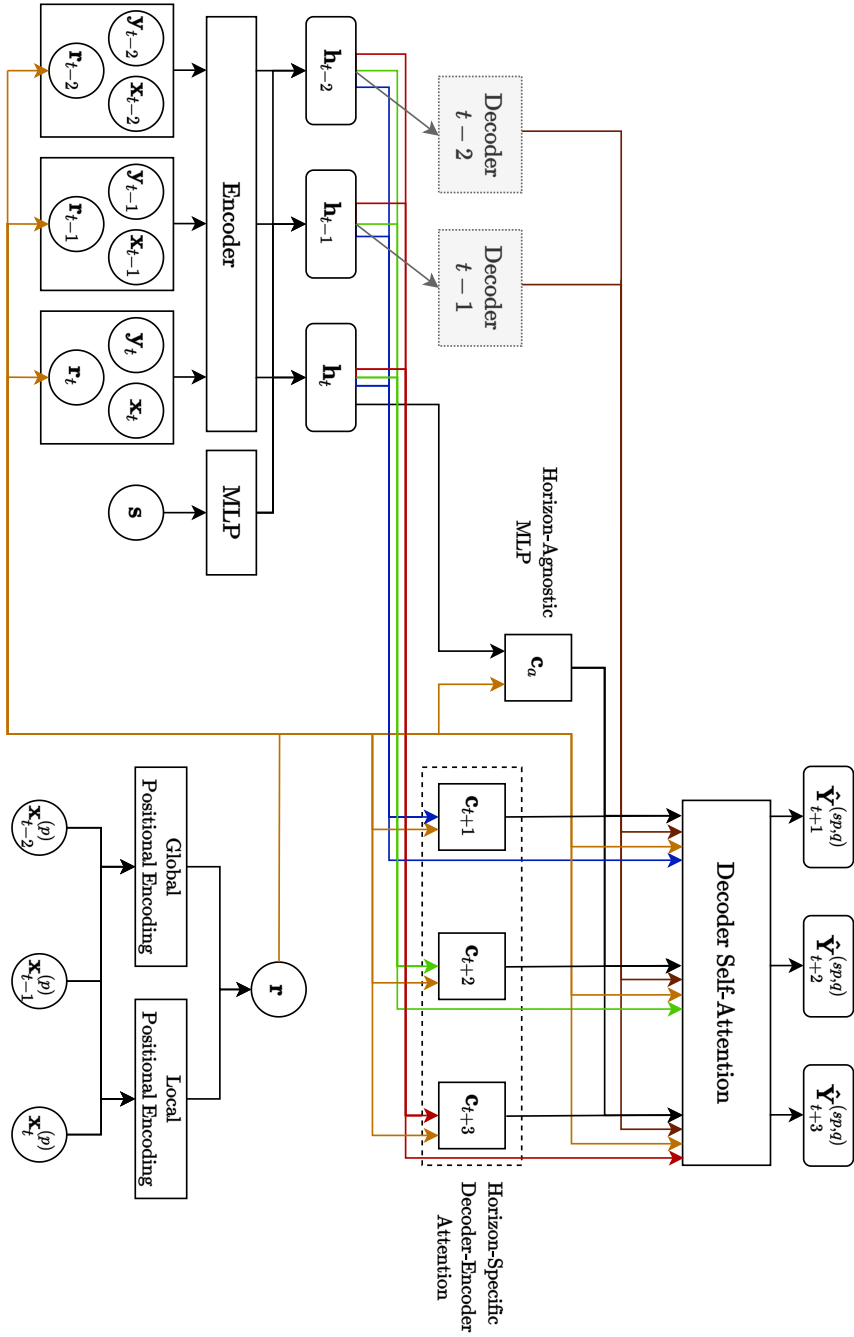 Ŷ_{t+1}^{(sp,q)}
Ŷ_{t+2}^{(sp,q)}
Ŷ_{t+3}^{(sp,q)}
Decoder Self-Attention
Decoder
t − 2
Decoder
t − 1
Horizon-Agnostic
MLP
c_a
c_{t+1}
c_{t+2}
c_{t+3}
Horizon-Specific
Decoder-Encoder
Attention
h_{t−2}
h_{t−1}
h_t
Encoder
MLP
y_{t−2}
x_{t−2}
r_{t−2}
y_{t−1}
x_{t−1}
r_{t−1}
y_t
x_t
r_t
s
r
Global
Positional Encoding
Local
Positional Encoding
x_{t−2}^{(p)}
x_{t−1}^{(p)}
x_t^{(p)}